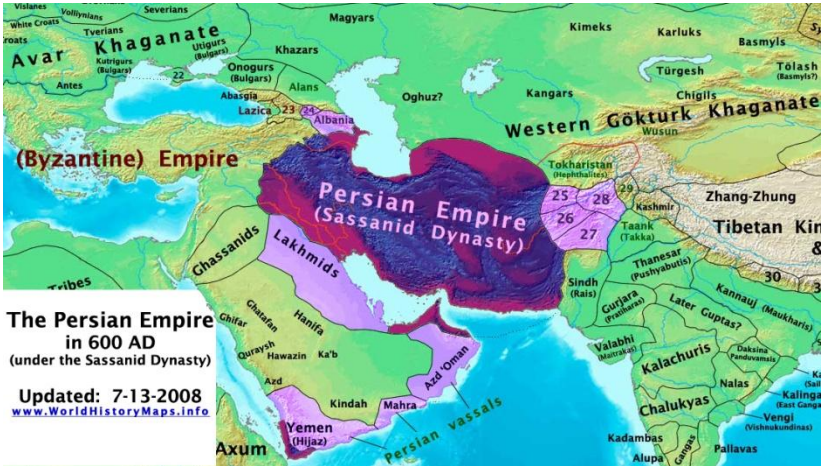 Vislanes
Volliynians
Severians
White Croats
Croats
Tverians
Avar Khaganate
Kutrigurs
(Bulgars)
Utigurs
(Bulgars)
Antes
22
Magyars
Khazars
Onogurs
(Bulgars)
Alans
Abasgia
Lazica
23
24
Albania
Oghuz?
Kimeks
Karluks
Basmyls
Tölash
(Basmyls?)
Türgesh
Chigils
Kangars
Western Gökturk Khaganate
Wusun
(Byzantine) Empire
Persian Empire
(Sassanid Dynasty)
Tokharistan
(Hephthalites)
25
28
29
26
27
Kashmir
Taank
(Takka)
Zhang-Zhung
Tibetan Kin
&
30
3
Ghassanids
Lakhmids
Tribes
Sindh
(Rais)
Thanesar
(Pushyabutis)
Gurjara
(Pratiharas)
Later Guptas?
Kannauj (Maukharis)
Valabhi
(Maitrakas)
Kalachuris
Daksina
Panduvamsis
Nalas
Chalukyas
Kalinga
(East Ganga
Vengi
(Vishnukundinas)
Kadambas
Alupa
Gangas
Pallavas
Ghatafan
Ghifar
Hanifa
Quraysh
Hawazin
Ka'b
Azd
Kindah
Azd 'Oman
Mahra
Persian vassals
Yemen
(Hijaz)
Axum
The Persian Empire
in 600 AD
(under the Sassanid Dynasty)
Updated: 7-13-2008
www.WorldHistoryMaps.info